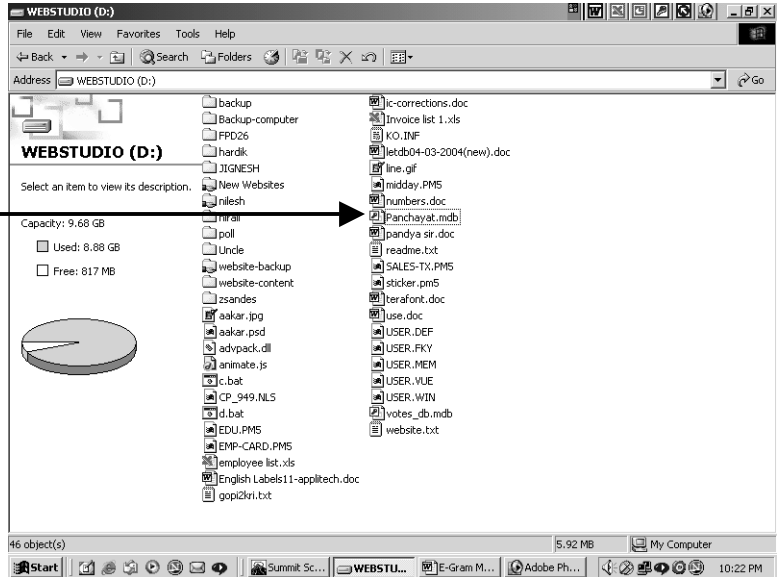 WEBSTUDIO (D:)
File Edit View Favorites Tools Help
Back Search Folders
Address WEBSTUDIO (D:) Go
WEBSTUDIO (D:)
Select an item to view its description.
Capacity: 9.68 GB
Used: 8.88 GB
Free: 817 MB
backup
Backup-computer
FPD26
hardik
JIGNESH
New Websites
nilesh
poll
Uncle
website-backup
website-content
zsandes
aakar.jpg
aakar.psd
advpack.dll
animate.js
c.bat
CP_949.NLS
d.bat
EDU.PM5
EMP-CARD.PM5
employee list.xls
English Labels11-applitech.doc
gopi2kri.txt
ic-corrections.doc
Invoice list 1.xls
KO.INF
letdb04-03-2004(new).doc
line.gif
midday.PM5
numbers.doc
Panchayat.mdb
pandya sir.doc
readme.txt
SALES-TX.PM5
sticker.pm5
terafont.doc
use.doc
USER.DEF
USER.FKY
USER.MEM
USER.VUE
USER.WIN
votes_db.mdb
website.txt
46 object(s) 5.92 MB My Computer
Start Summit Sc... WEBSTU... E-Gram M... Adobe Ph... 10:22 PM